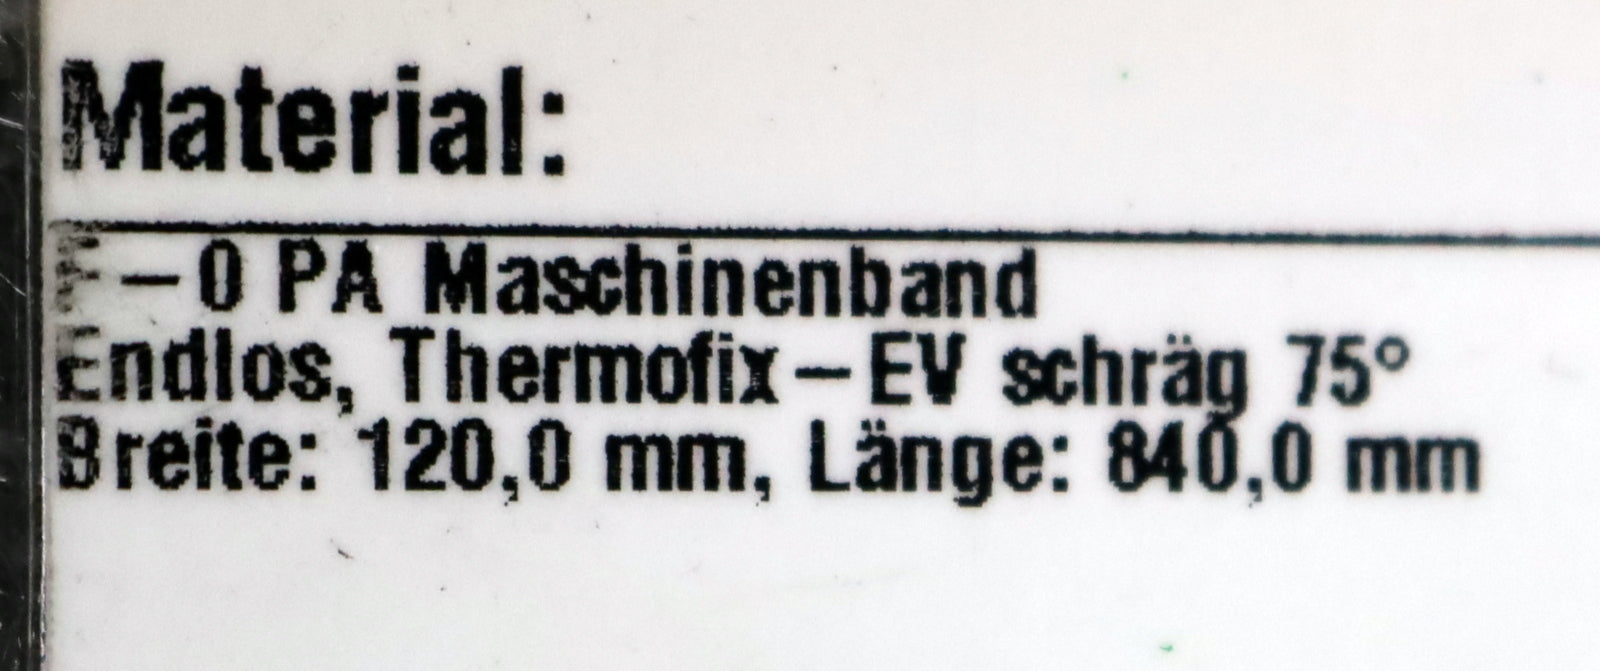 Material:
F-0 PA Maschinenband
Endlos, Thermofix-EV schräg 75°
Breite: 120,0 mm, Länge: 840,0 mm